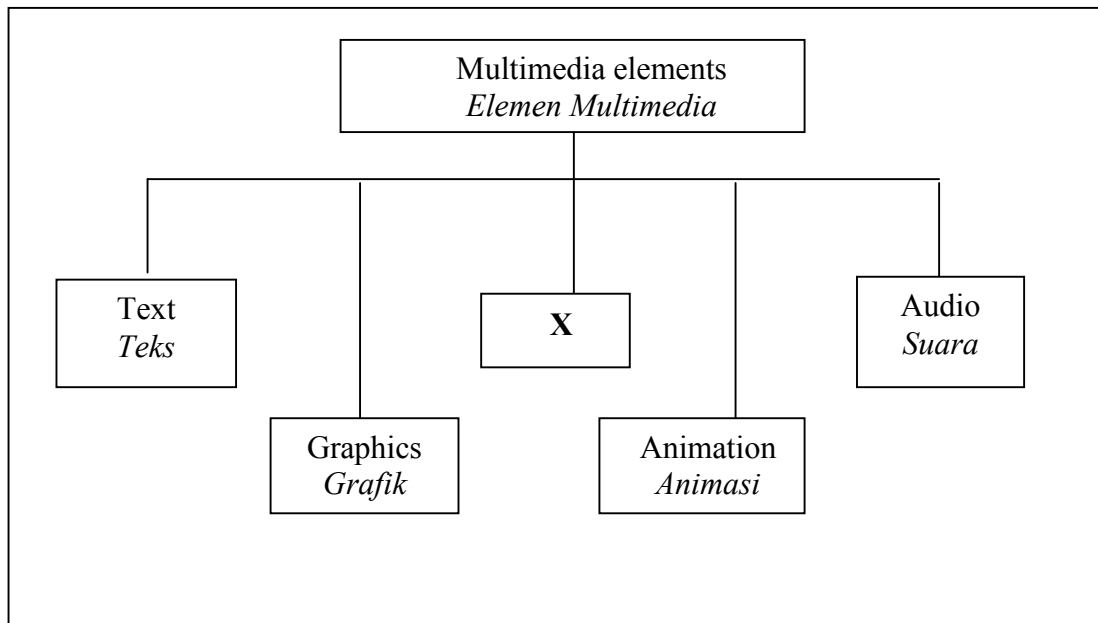 Multimedia elements
Elemen Multimedia
Text
Teks
X
Audio
Suara
Graphics
Grafik
Animation
Animasi